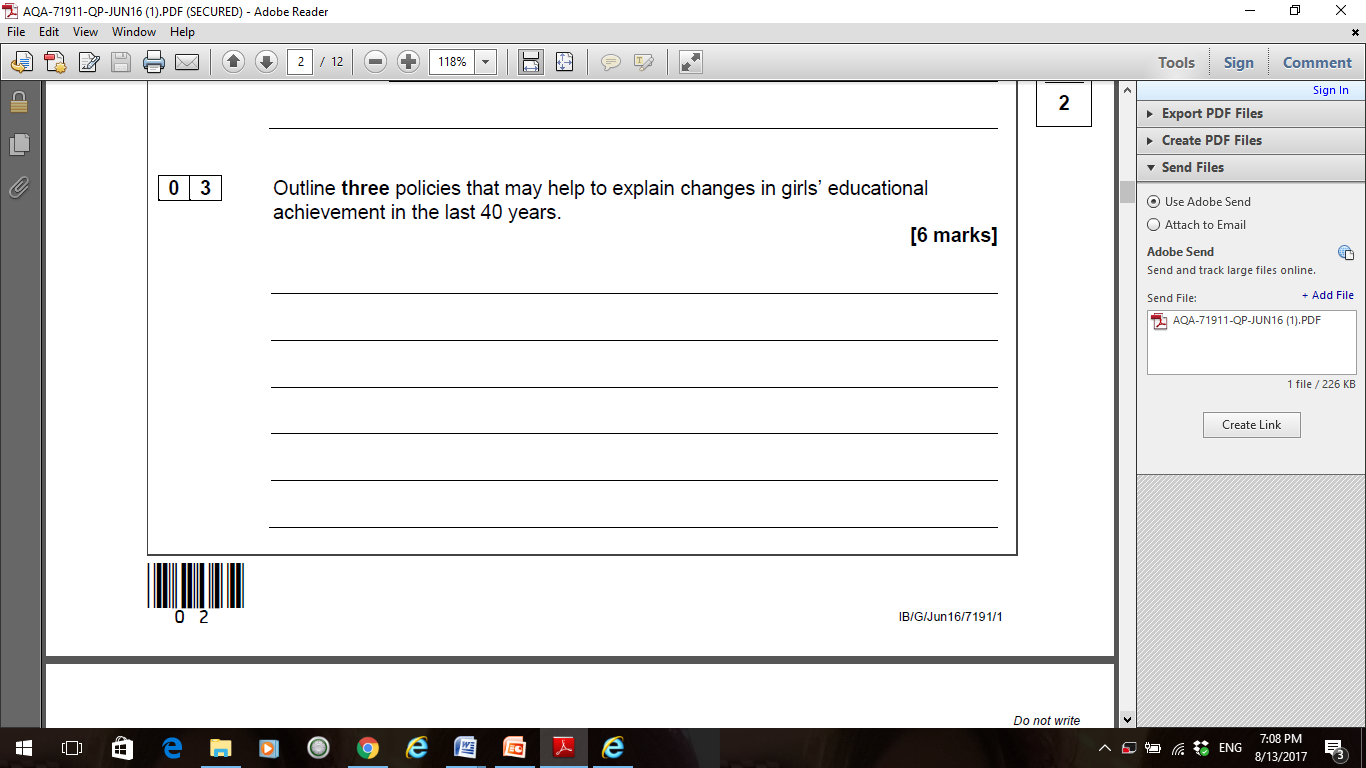 AQA-71911-QP-JUN16 (1).PDF (SECURED) - Adobe Reader
File Edit View Window Help
2 / 12 118% Tools Sign Comment
Sign In
2
Export PDF Files
Create PDF Files
Send Files
0 3 Outline three policies that may help to explain changes in girls' educational
achievement in the last 40 years.
[6 marks]
Use Adobe Send
Attach to Email
Adobe Send
Send and track large files online.
Send File: + Add File
AQA-71911-QP-JUN16 (1).PDF
1 file / 226 KB
Create Link
0 2
IB/G/Jun16/7191/1
Do not write
ENG
7:08 PM
8/13/2017
3